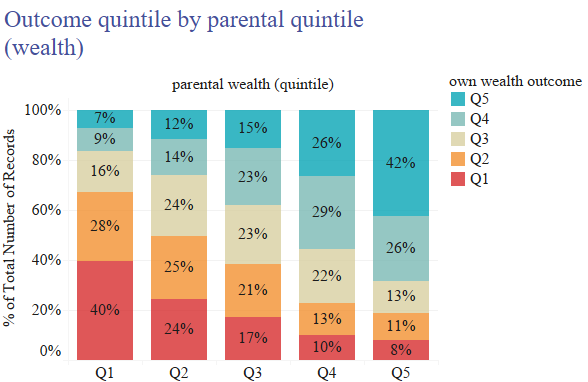 Outcome quintile by parental quintile
(wealth)
parental wealth (quintile)
own wealth outcome
Q5
Q4
Q3
Q2
Q1
% of Total Number of Records
100%
80%
60%
40%
20%
0%
7%
9%
16%
28%
40%
12%
14%
24%
25%
24%
15%
23%
23%
21%
17%
26%
29%
22%
13%
10%
42%
26%
13%
11%
8%
Q1
Q2
Q3
Q4
Q5